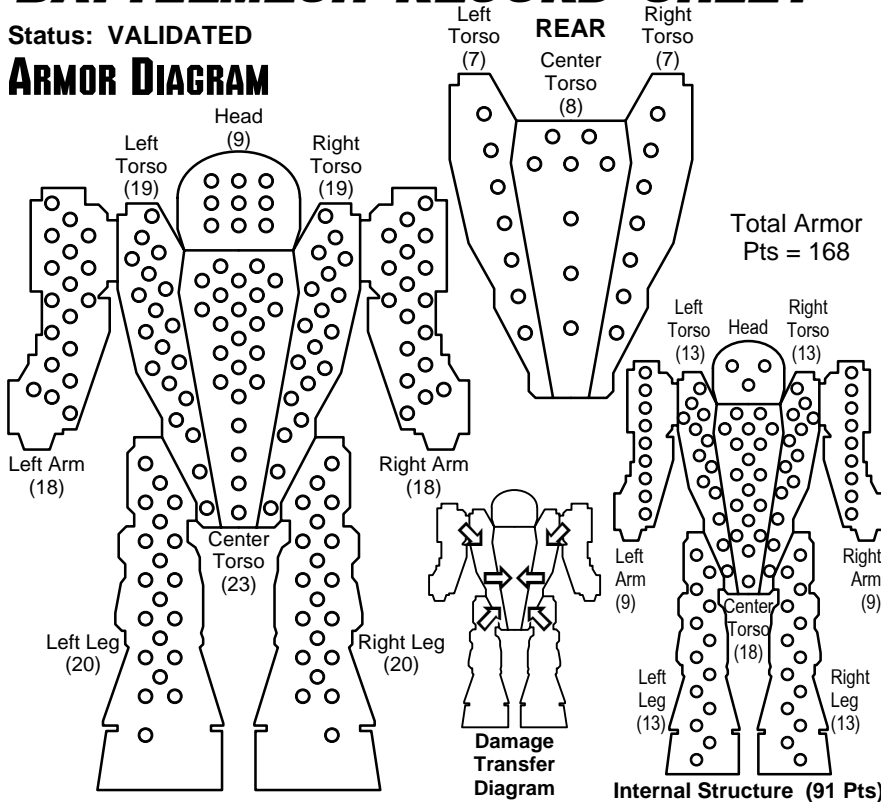 BATTLEMECH RECORD SHEET
Status: VALIDATED
ARMOR DIAGRAM
Head
(9)
Left
Torso
(19)
Right
Torso
(19)
Left Arm
(18)
Right Arm
(18)
Center
Torso
(23)
Left Leg
(20)
Right Leg
(20)
REAR
Left
Torso
(7)
Center
Torso
(8)
Right
Torso
(7)
Total Armor
Pts = 168
Left
Torso
(13)
Head
Right
Torso
(13)
Left
Arm
(9)
Right
Arm
(9)
Center
Torso
(18)
Left
Leg
(13)
Right
Leg
(13)
Damage
Transfer
Diagram
Internal Structure (91 Pts)